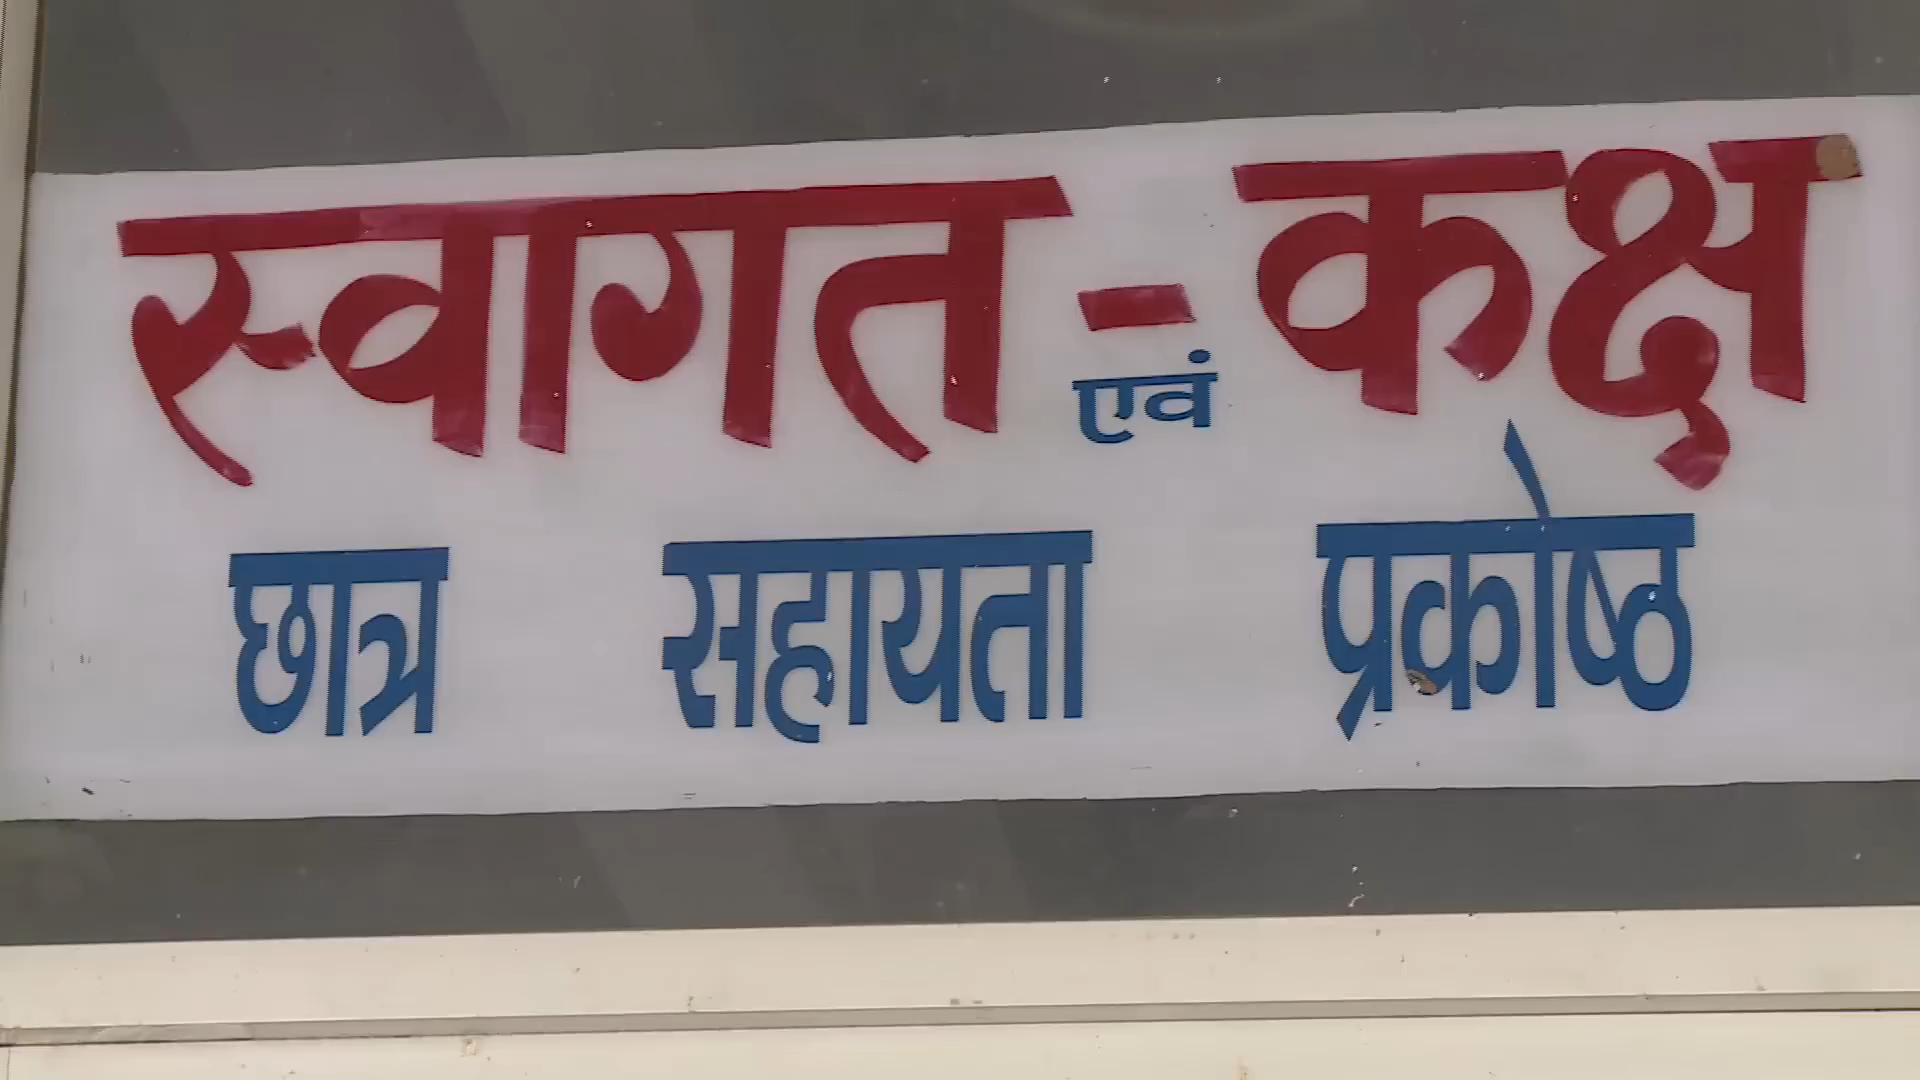 स्वागत - कक्ष
एवं
छात्र सहायता प्रकोष्ठ